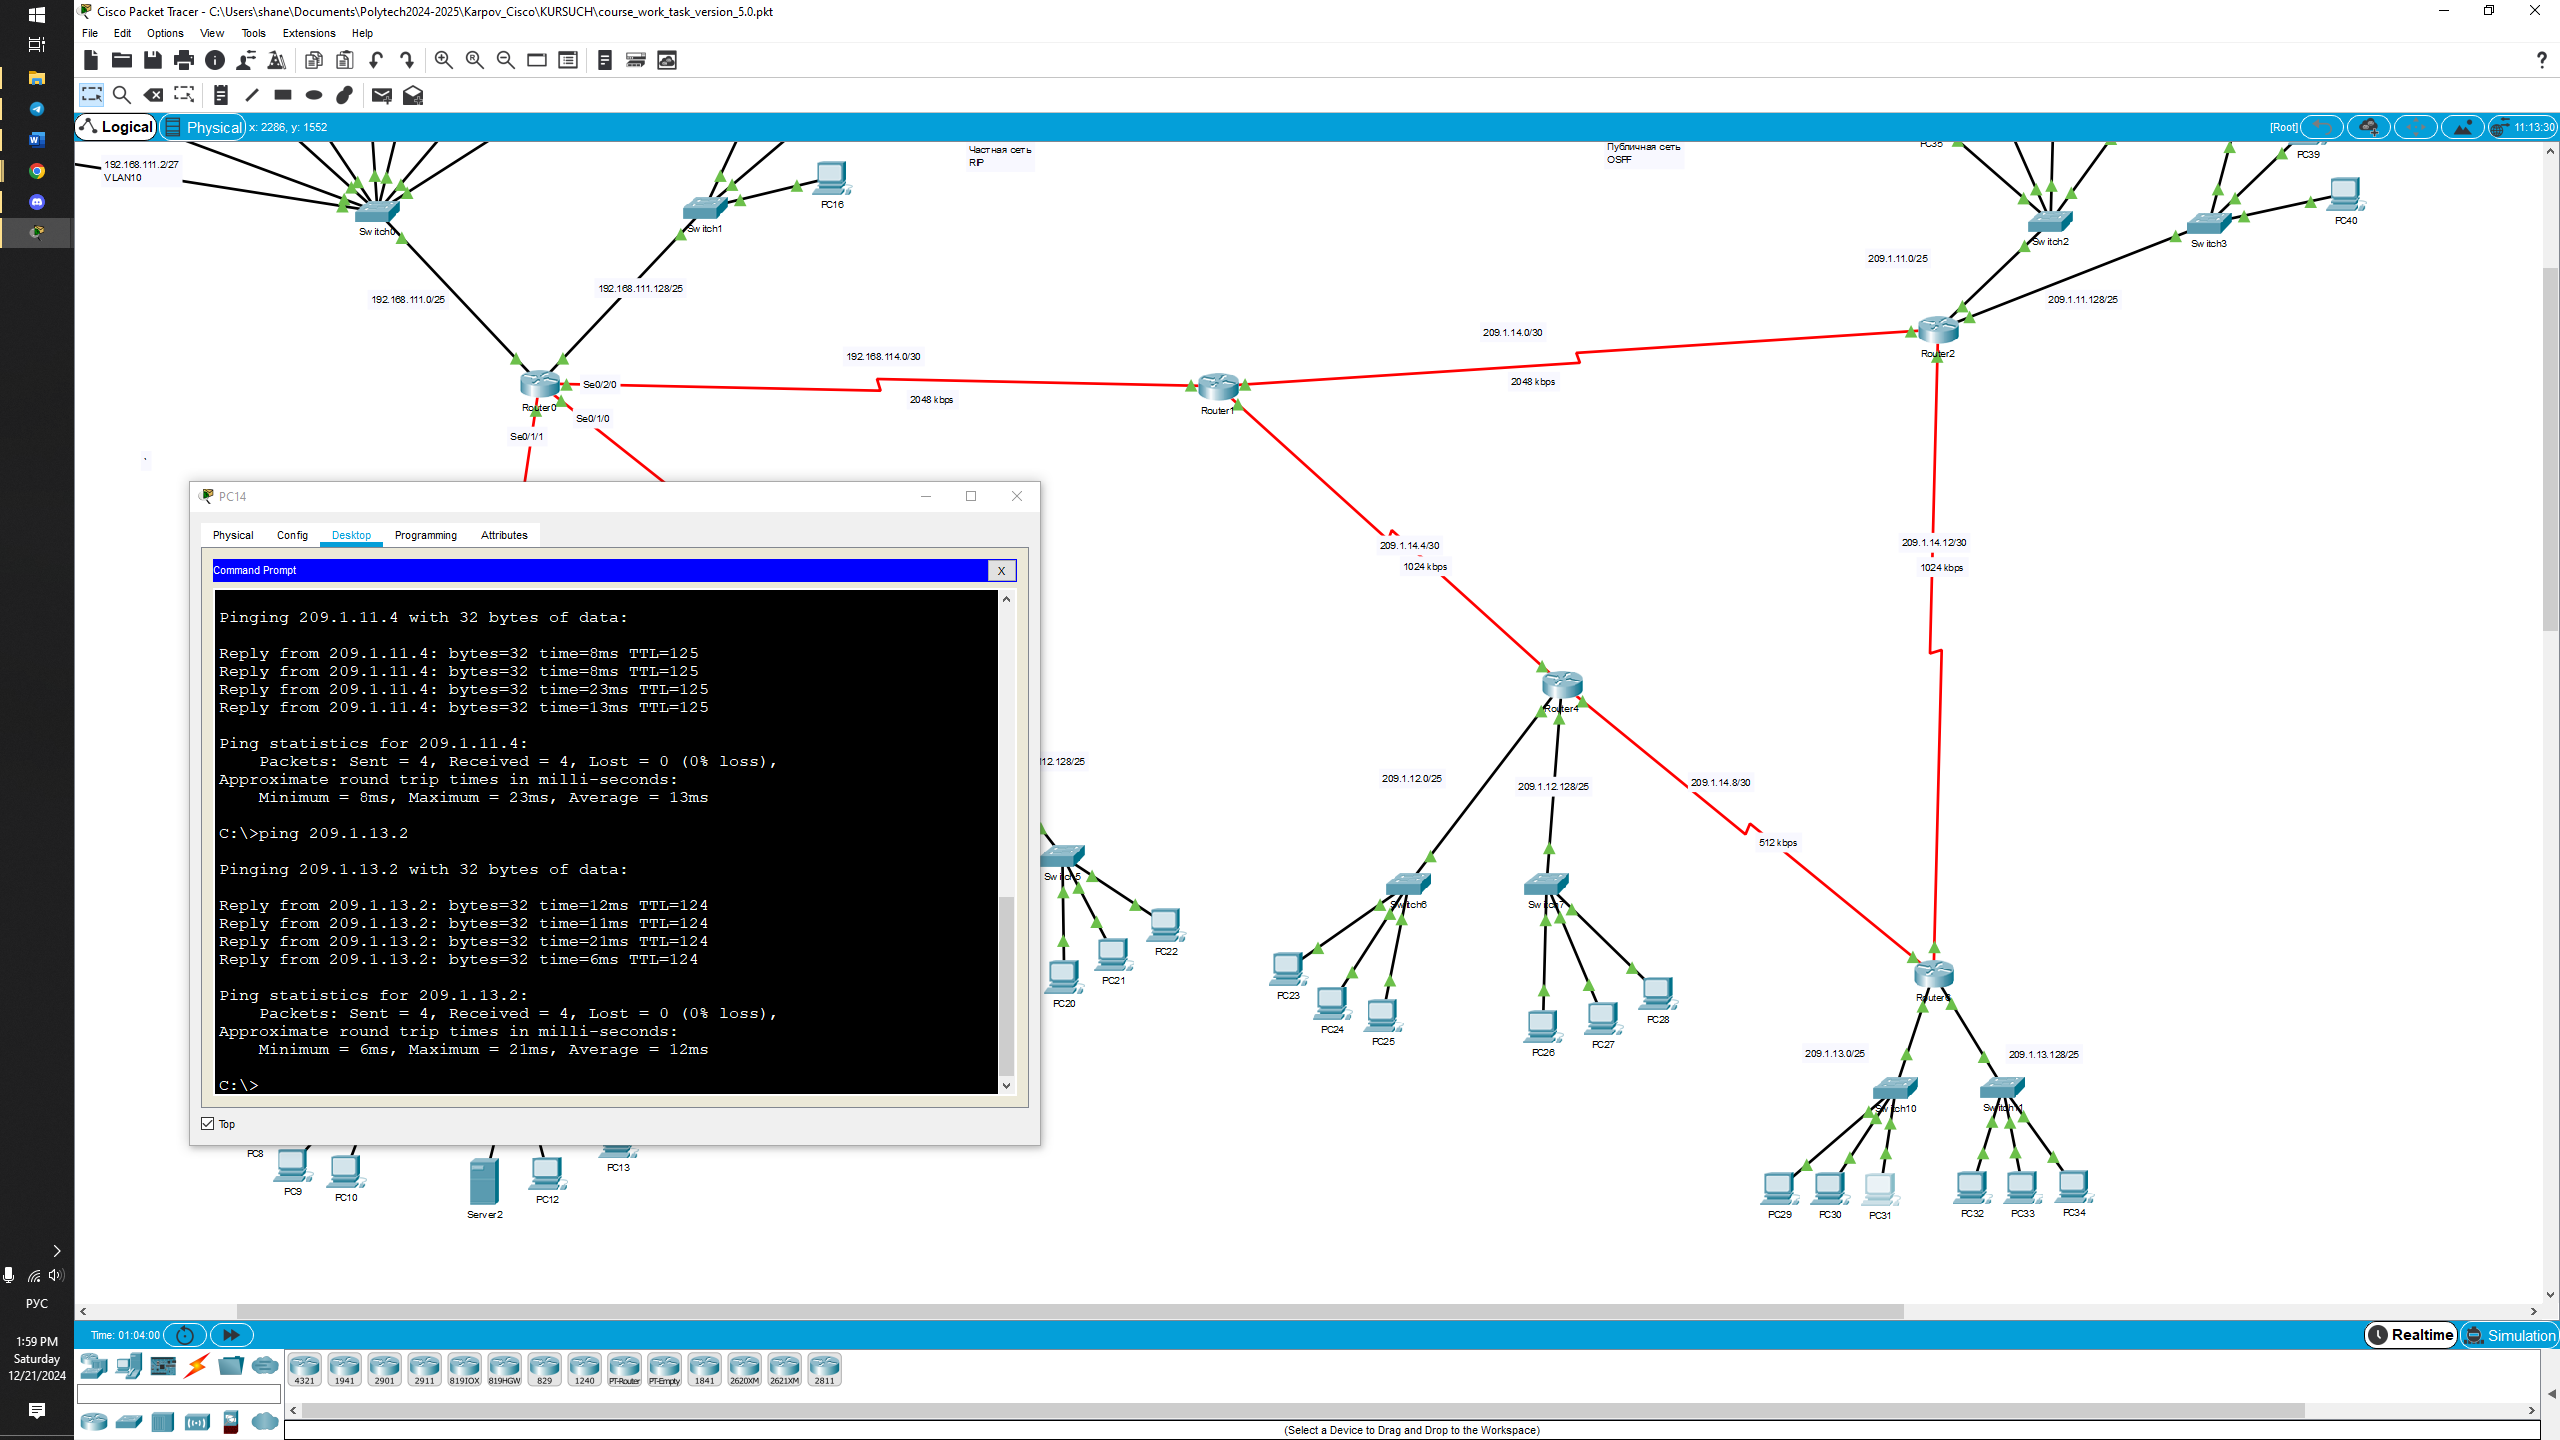 Cisco Packet Tracer - C:\Users\shane\Documents\Polytech2024-2025\Karpov_Cisco\KURSUCH\course_work_task_version_5.0.pkt
File Edit Options View Tools Extensions Help
Logical Physical x: 2286, y: 1552 [Root] 11:13:30
192.168.111.2/27
VLAN10
Частная сеть
RIP
Публичная сеть
OSPF
PC35
PC39
PC16
PC40
Switch0
Switch1
Switch2
Switch3
209.1.11.0/25
192.168.111.0/25
192.168.111.128/25
209.1.11.128/25
209.1.14.0/30
192.168.114.0/30
Router2
2048 kbps
Se0/2/0
2048 kbps
Router0
Router1
Se0/1/0
Se0/1/1
PC14
Physical Config Desktop Programming Attributes
Command Prompt
X
Pinging 209.1.11.4 with 32 bytes of data:
Reply from 209.1.11.4: bytes=32 time=8ms TTL=125
Reply from 209.1.11.4: bytes=32 time=8ms TTL=125
Reply from 209.1.11.4: bytes=32 time=23ms TTL=125
Reply from 209.1.11.4: bytes=32 time=13ms TTL=125
Ping statistics for 209.1.11.4:
Packets: Sent = 4, Received = 4, Lost = 0 (0% loss),
Approximate round trip times in milli-seconds:
Minimum = 8ms, Maximum = 23ms, Average = 13ms
C:\>ping 209.1.13.2
Pinging 209.1.13.2 with 32 bytes of data:
Reply from 209.1.13.2: bytes=32 time=12ms TTL=124
Reply from 209.1.13.2: bytes=32 time=11ms TTL=124
Reply from 209.1.13.2: bytes=32 time=21ms TTL=124
Reply from 209.1.13.2: bytes=32 time=6ms TTL=124
Ping statistics for 209.1.13.2:
Packets: Sent = 4, Received = 4, Lost = 0 (0% loss),
Approximate round trip times in milli-seconds:
Minimum = 6ms, Maximum = 21ms, Average = 12ms
C:\>
Top
209.1.14.4/30
1024 kbps
209.1.14.12/30
1024 kbps
Router4
12.128/25
209.1.12.0/25
209.1.12.128/25
209.1.14.8/30
512 kbps
Switch5
Switch6
Switch7
PC22
PC21
PC20
PC23
PC24
PC25
PC26
PC27
PC28
209.1.13.0/25
209.1.13.128/25
Switch10
PC8
PC9
PC10
Server2
PC12
PC13
PC29
PC30
PC31
PC32
PC33
PC34
РУС
1:59 PM
Saturday
12/21/2024
Time: 01:04:00
Realtime Simulation
4321 1941 2901 2911 819IOX 819HGW 829 1240 PT-Router PT-Empty 1841 2620XM 2621XM 2811
(Select a Device to Drag and Drop to the Workspace)